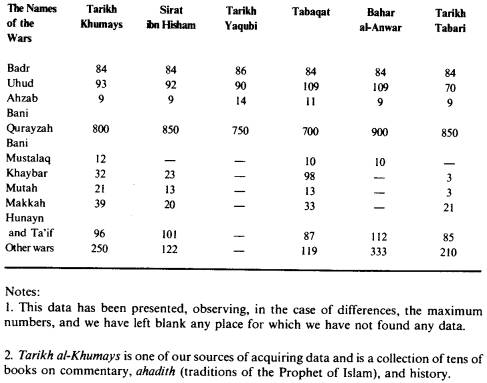 The Names Tarikh Sirat Tarikh Tabaqat Bahar Tarikh
of the Khumays ibn Hisham Yaqubi al-Anwar Tabari
Wars
Badr 84 84 86 84 84 84
Uhud 93 92 90 109 109 70
Ahzab 9 9 14 11 9 9
Bani
Qurayzah 800 850 750 700 900 850
Bani
Mustalaq 12 — — 10 10 —
Khaybar 32 23 — 98 — 3
Mutah 21 13 — 13 — 3
Makkah 39 20 — 33 — 21
Hunayn
and Ta'if 96 101 — 87 112 85
Other wars 250 122 — 119 333 210
Notes:
1. This data has been presented, observing, in the case of differences, the maximum
numbers, and we have left blank any place for which we have not found any data.
2. Tarikh al-Khumays is one of our sources of acquiring data and is a collection of tens of
books on commentary, ahadith (traditions of the Prophet of Islam), and history.